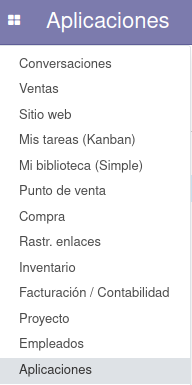 Aplicaciones
Conversaciones
Ventas
Sitio web
Mis tareas (Kanban)
Mi biblioteca (Simple)
Punto de venta
Compra
Rastr. enlaces
Inventario
Facturación / Contabilidad
Proyecto
Empleados
Aplicaciones